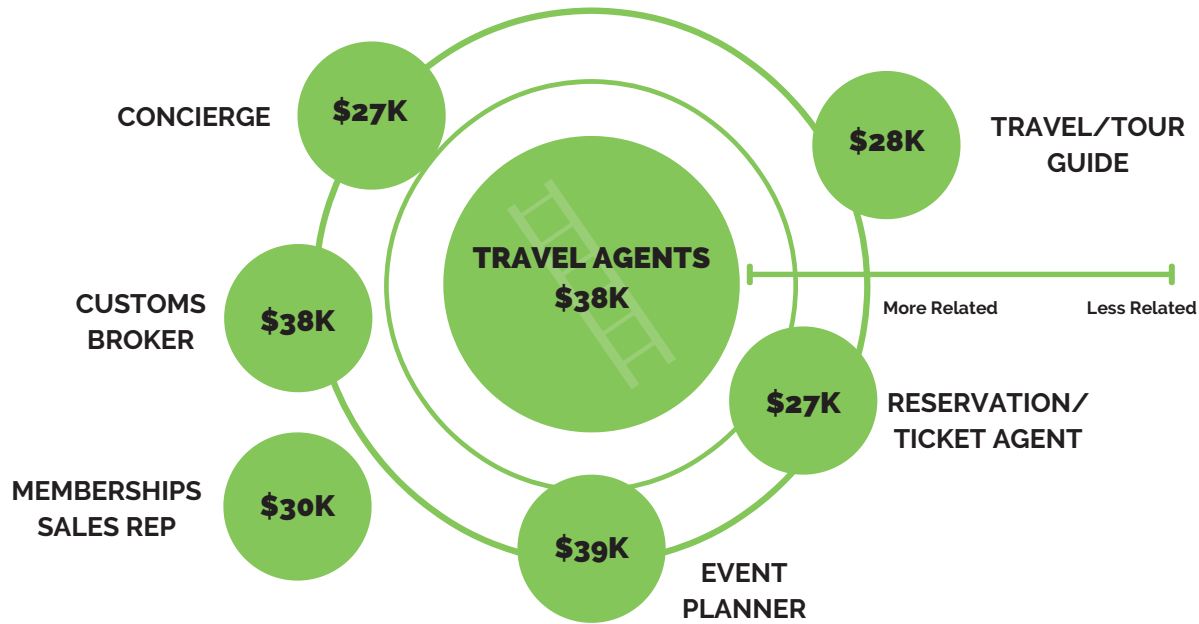 CONCIERGE
$27K
$28K
TRAVEL/TOUR
GUIDE
TRAVEL AGENTS
$38K
More Related
Less Related
CUSTOMS
BROKER
$38K
$27K
RESERVATION/
TICKET AGENT
MEMBERSHIPS
SALES REP
$30K
$39K
EVENT
PLANNER